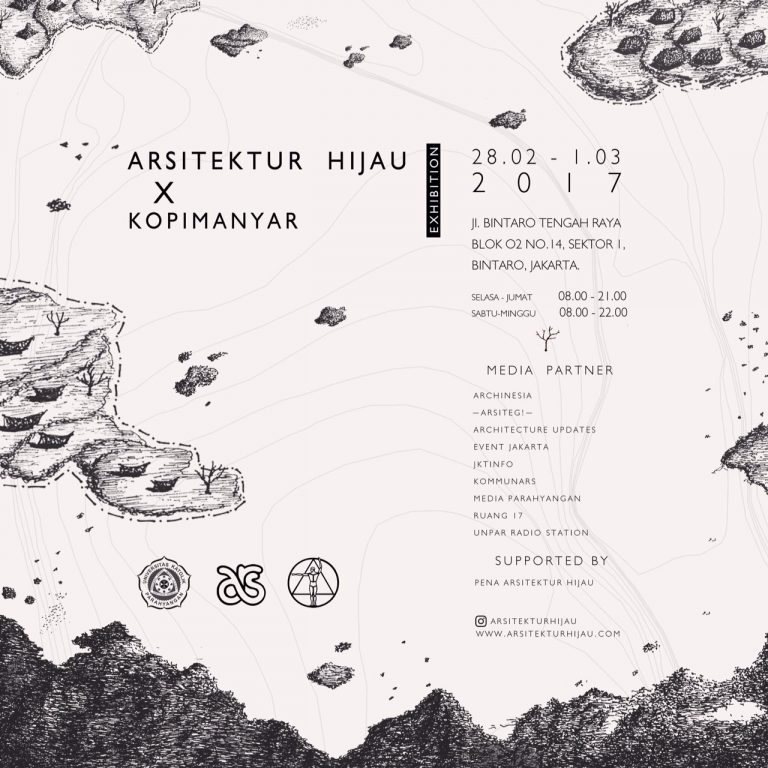 ARSITEKTUR HIJAU
X
KOPIMANYAR
EXHIBITION
28.02 - 1.03
2017
Jl. BINTARO TENGAH RAYA
BLOK O2 NO.14, SEKTOR 1,
BINTARO, JAKARTA.
SELASA - JUMAT 08.00 - 21.00
SABTU-MINGGU 08.00 - 22.00
MEDIA PARTNER
ARCHINESIA
—ARSITEG!—
ARCHITECTURE UPDATES
EVENT JAKARTA
JKTINFO
KOMMUNARS
MEDIA PARAHYANGAN
RUANG 17
UNPAR RADIO STATION
SUPPORTED BY
PENA ARSITEKTUR HIJAU
UNIVERSITAS KATOLIK
PARAHYANGAN
ARSITEKTURHIJAU
WWW.ARSITEKTURHIJAU.COM